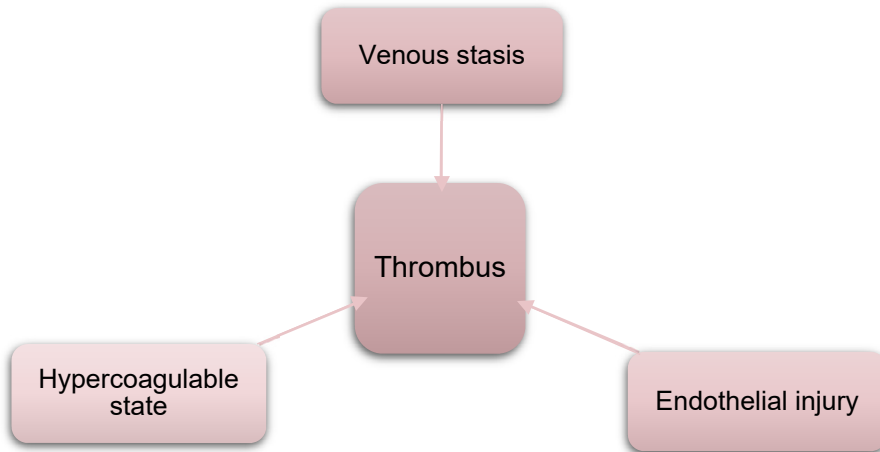 Venous stasis
Thrombus
Hypercoagulable
state
Endothelial injury